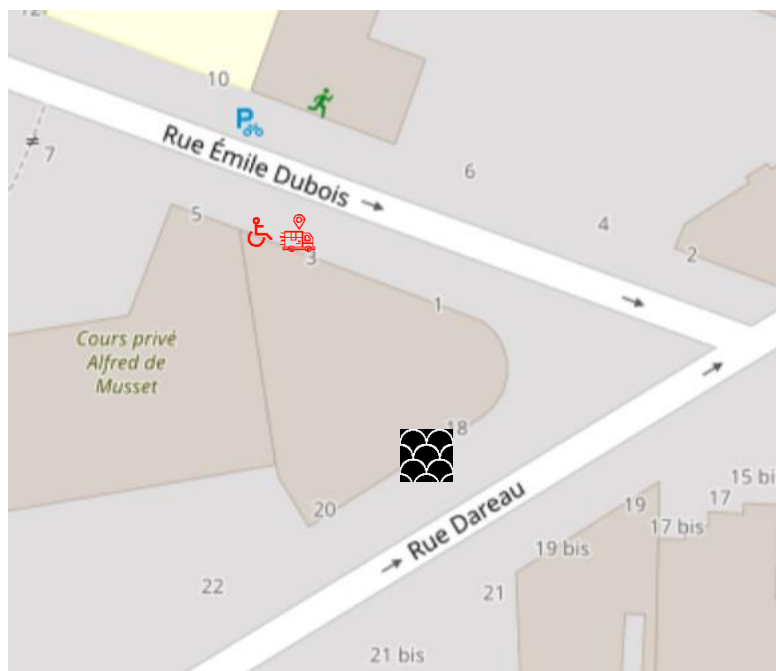 12
10
P
Rue Émile Dubois
6
7
5
4
3
2
1
Cours privé
Alfred de
Musset
18
20
Rue Dareau
19
17
15 bi
17 bis
19 bis
22
21
21 bis